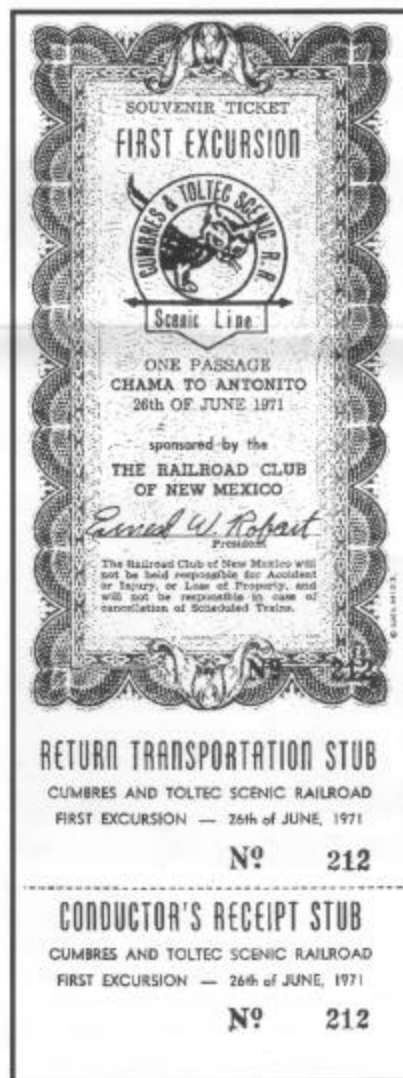 SOUVENIR TICKET
FIRST EXCURSION
CUMBRES & TOLTEC SCENIC R.R.
Scenic Line
ONE PASSAGE
CHAMA TO ANTONITO
26th OF JUNE 1971
sponsored by the
THE RAILROAD CLUB
OF NEW MEXICO
Ernest W. Robart
President
The Railroad Club of New Mexico will
not be held responsible for Accident
or Injury, or Loss of Property, and
will not be responsible in case of
cancellation of Scheduled Trains.
Nº 212
RETURN TRANSPORTATION STUB
CUMBRES AND TOLTEC SCENIC RAILROAD
FIRST EXCURSION — 26th of JUNE, 1971
Nº 212
CONDUCTOR'S RECEIPT STUB
CUMBRES AND TOLTEC SCENIC RAILROAD
FIRST EXCURSION — 26th of JUNE, 1971
Nº 212